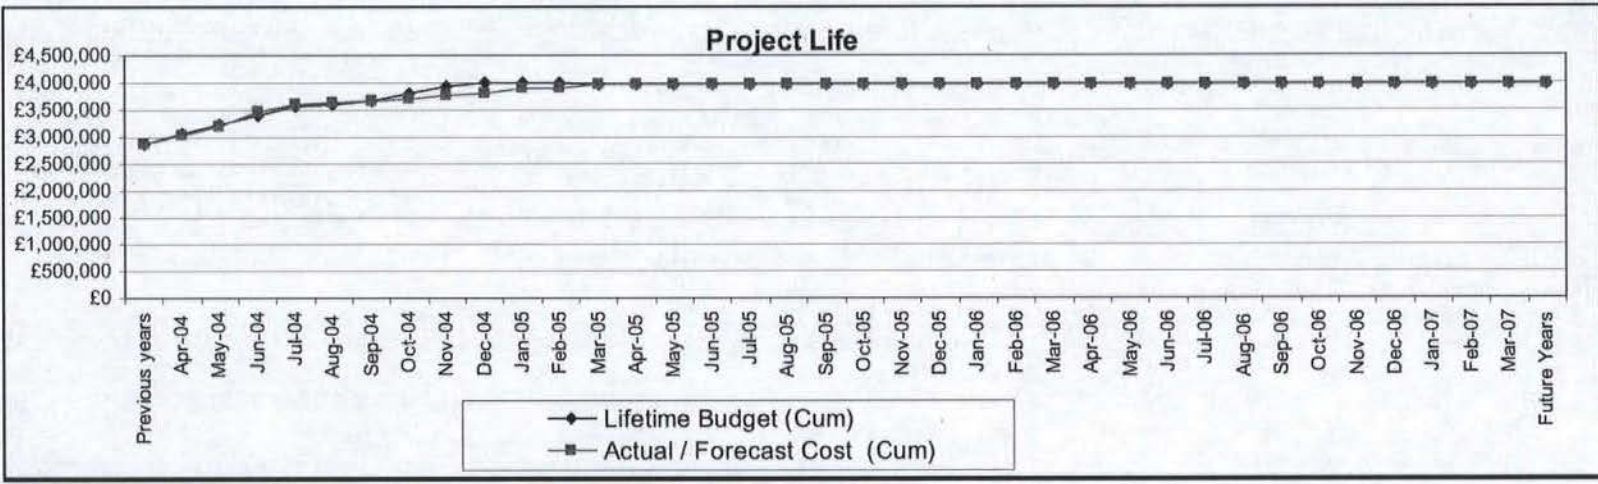 Project Life
£4,500,000
£4,000,000
£3,500,000
£3,000,000
£2,500,000
£2,000,000
£1,500,000
£1,000,000
£500,000
£0
Previous years
Apr-04
May-04
Jun-04
Jul-04
Aug-04
Sep-04
Oct-04
Nov-04
Dec-04
Jan-05
Feb-05
Mar-05
Apr-05
May-05
Jun-05
Jul-05
Aug-05
Sep-05
Oct-05
Nov-05
Dec-05
Jan-06
Feb-06
Mar-06
Apr-06
May-06
Jun-06
Jul-06
Aug-06
Sep-06
Oct-06
Nov-06
Dec-06
Jan-07
Feb-07
Mar-07
Future Years
Lifetime Budget (Cum)
Actual / Forecast Cost (Cum)